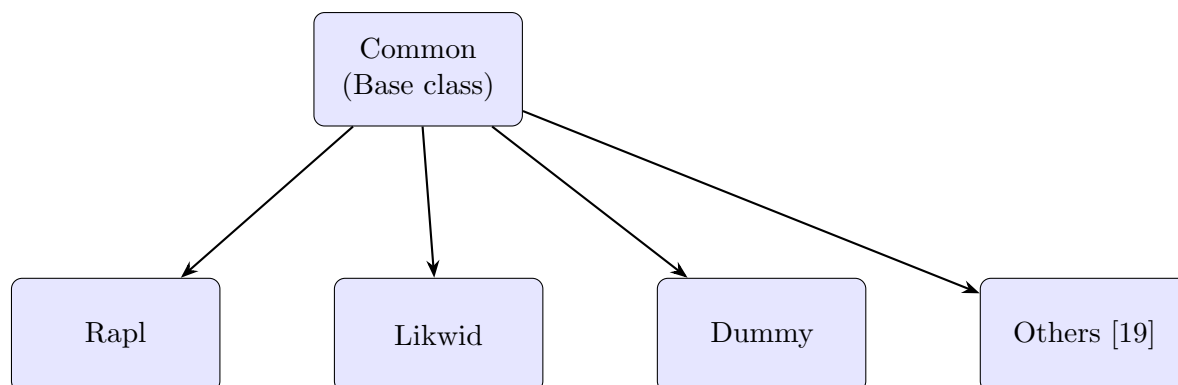 Common
(Base class)
Rapl
Likwid
Dummy
Others [19]